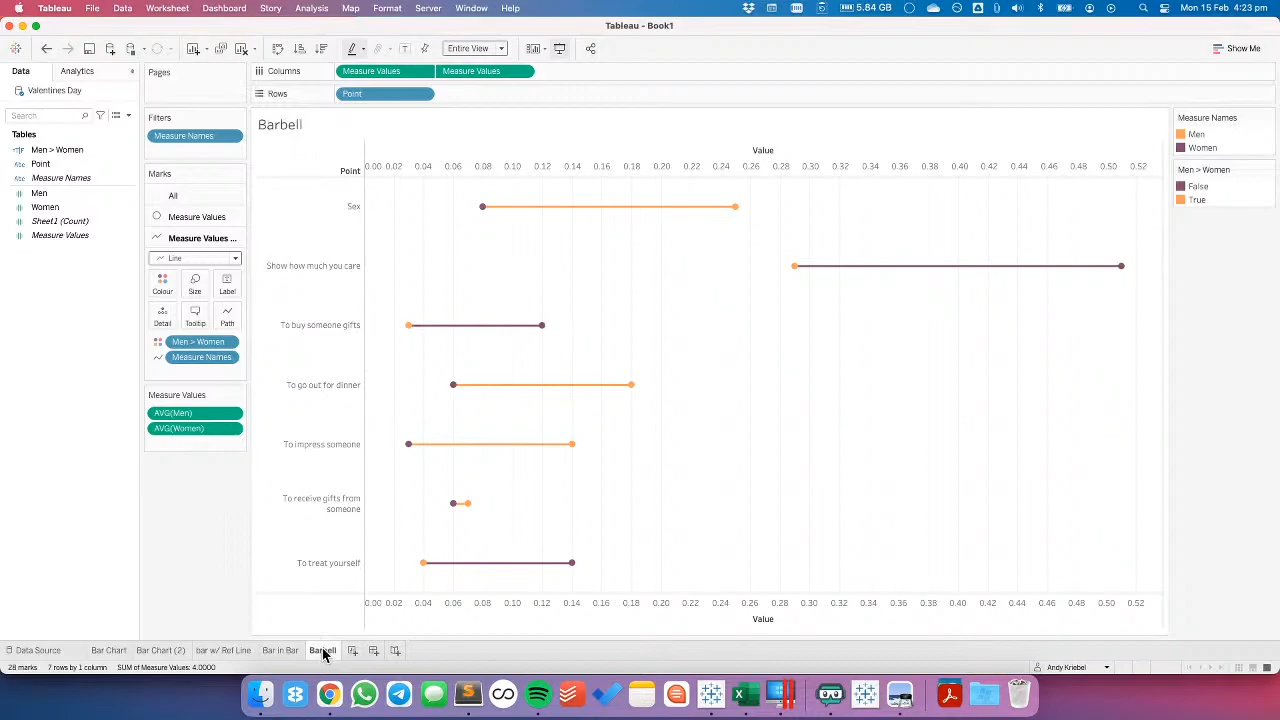 Tableau File Data Worksheet Dashboard Story Analysis Map Format Server Window Help
5.84 GB
Mon 15 Feb 4:23 pm
Tableau - Book1
Entire View
Show Me
Data Analytics
Valentines Day
Search
Tables
Men > Women
Point
Measure Names
Men
Women
Sheet1 (Count)
Measure Values
Pages
Filters
Measure Names
Marks
All
Measure Values
Measure Values ...
Line
Colour Size Label
Detail Tooltip Path
Men > Women
Measure Names
Measure Values
AVG(Men)
AVG(Women)
Columns Measure Values Measure Values
Rows Point
Barbell
Value
Point
0.00 0.02 0.04 0.06 0.08 0.10 0.12 0.14 0.16 0.18 0.20 0.22 0.24 0.26 0.28 0.30 0.32 0.34 0.36 0.38 0.40 0.42 0.44 0.46 0.48 0.50 0.52
Sex
Show how much you care
To buy someone gifts
To go out for dinner
To impress someone
To receive gifts from
someone
To treat yourself
0.00 0.02 0.04 0.06 0.08 0.10 0.12 0.14 0.16 0.18 0.20 0.22 0.24 0.26 0.28 0.30 0.32 0.34 0.36 0.38 0.40 0.42 0.44 0.46 0.48 0.50 0.52
Value
Measure Names
Men
Women
Men > Women
False
True
Data Source Bar Chart Bar Chart (2) bar w/ Ref Line Bar in Bar Barbell
28 marks 7 rows by 1 column SUM of Measure Values: 4.0000
Andy Kriebel